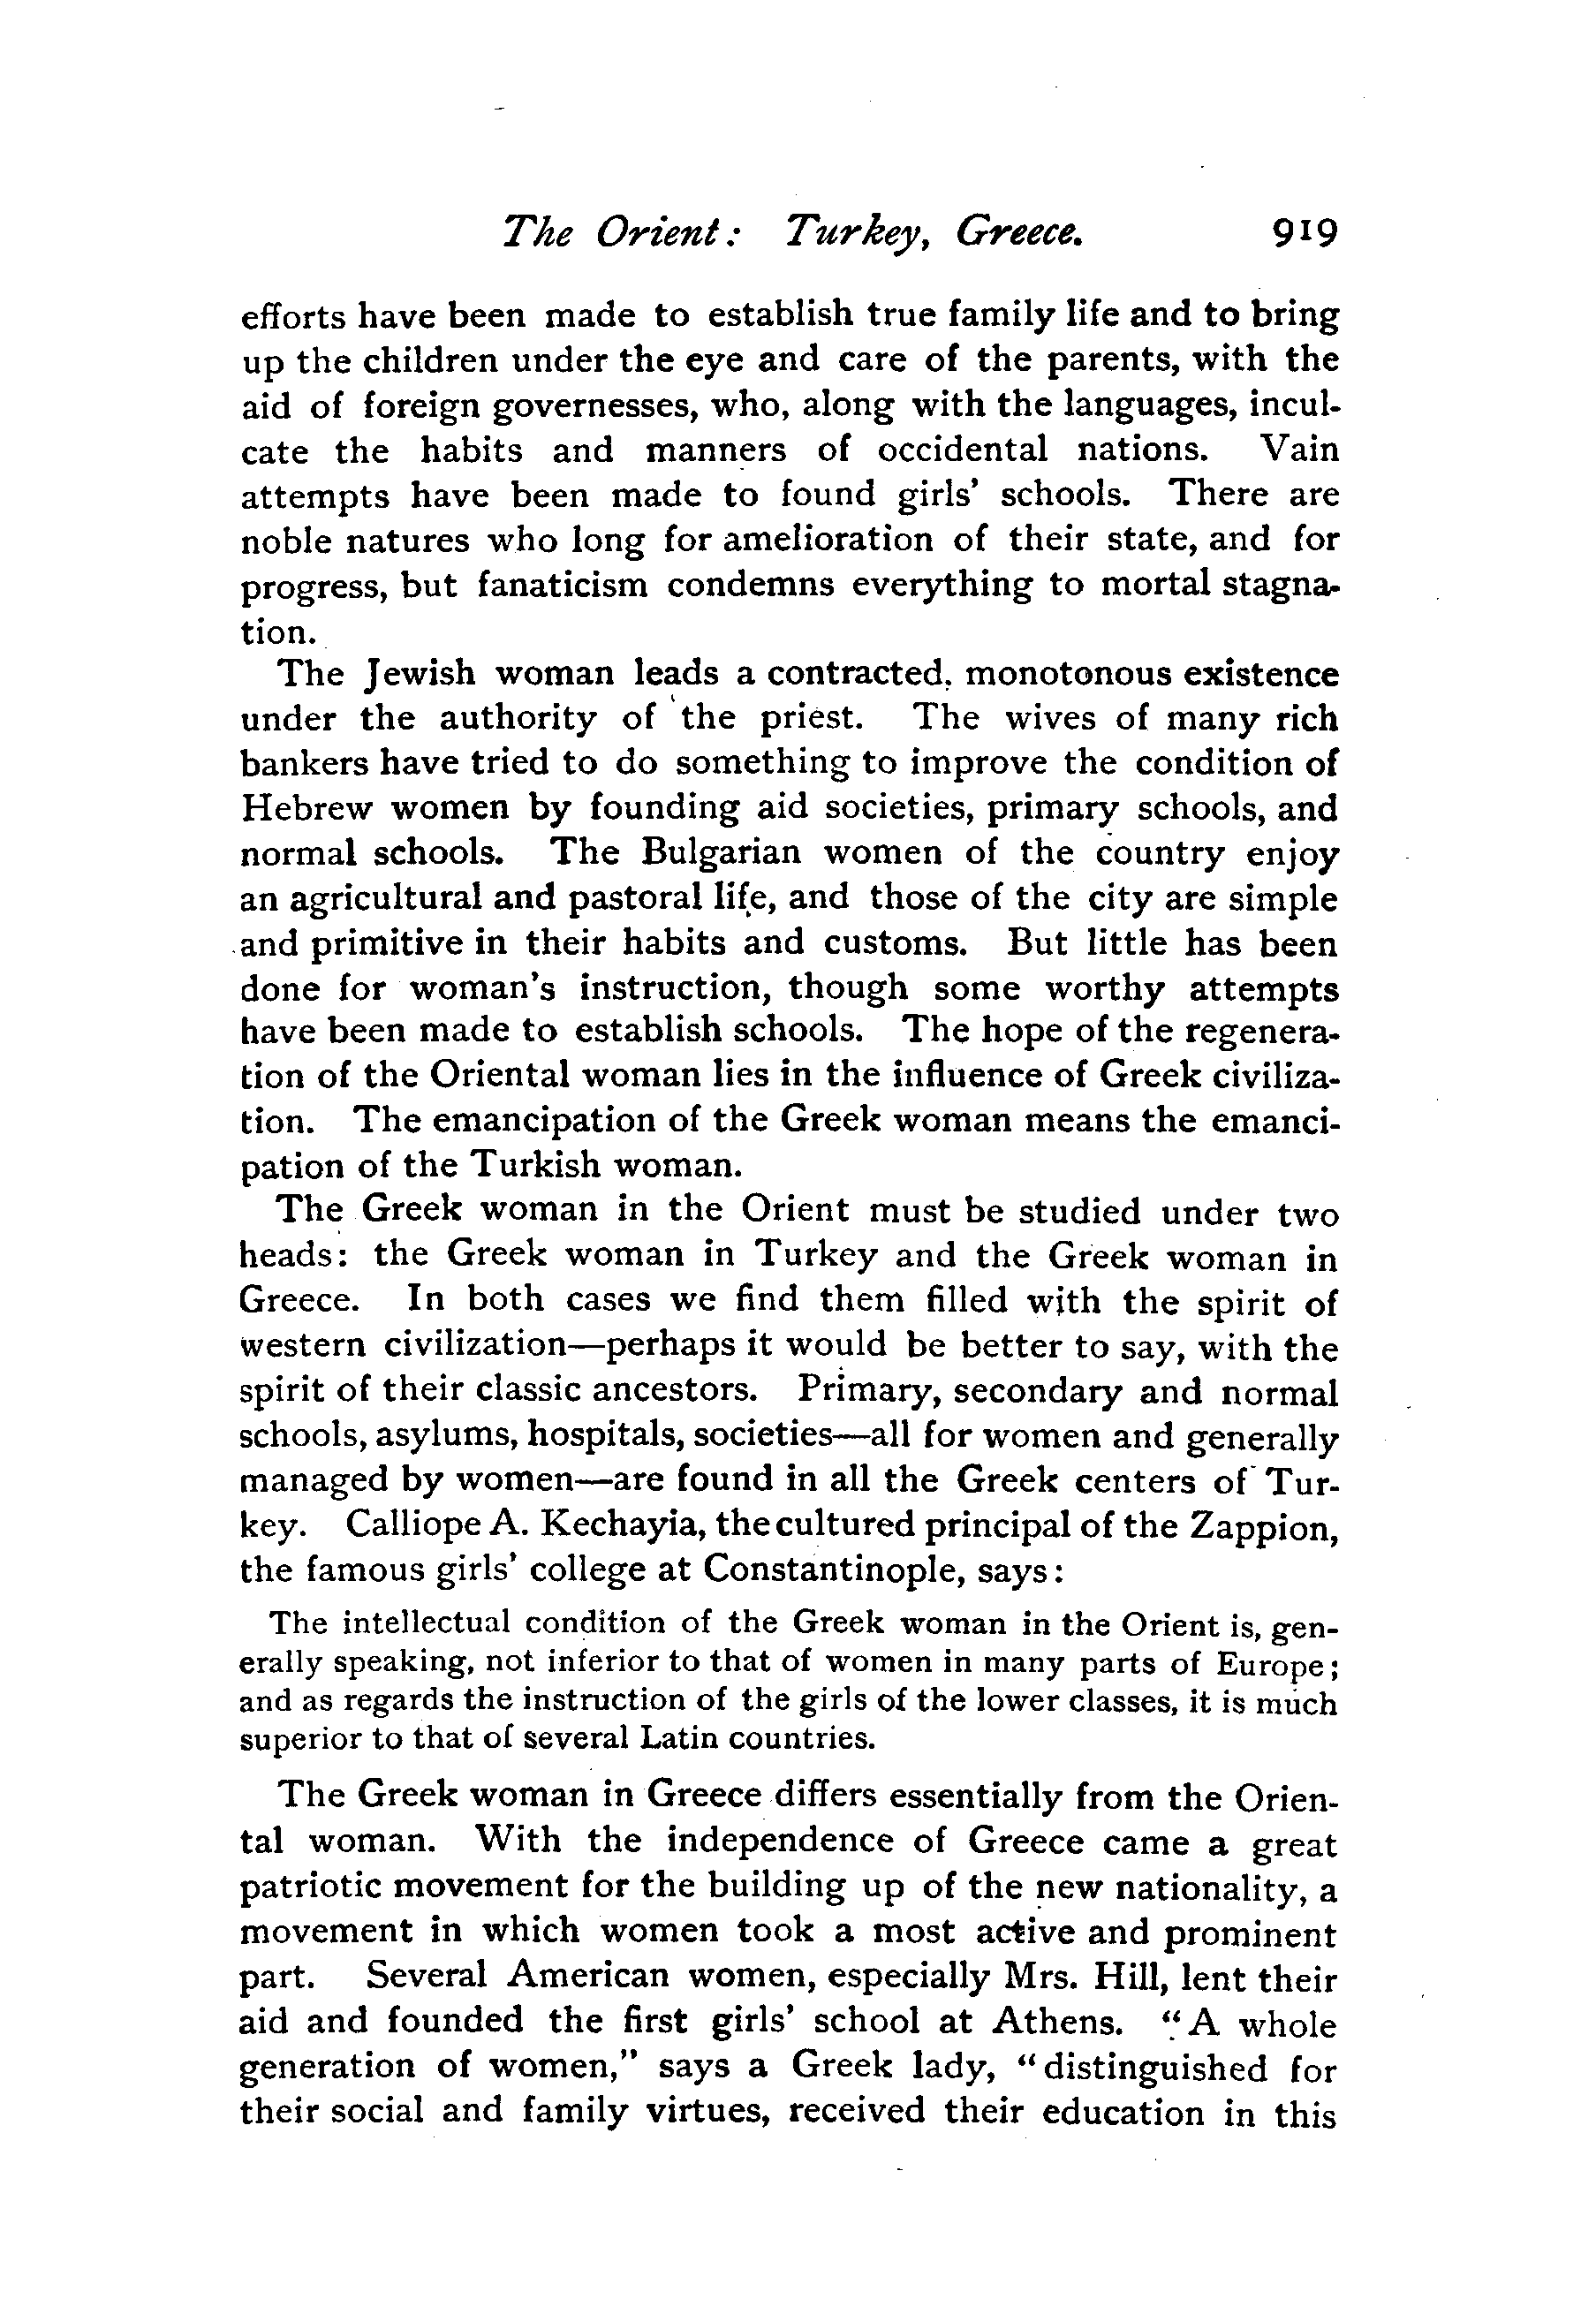 The Orient: Turkey, Greece. 919
efforts have been made to establish true family life and to bring
up the children under the eye and care of the parents, with the
aid of foreign governesses, who, along with the languages, incul-
cate the habits and manners of occidental nations. Vain
attempts have been made to found girls' schools. There are
noble natures who long for amelioration of their state, and for
progress, but fanaticism condemns everything to mortal stagna-
tion.
The Jewish woman leads a contracted, monotonous existence
under the authority of the priest. The wives of many rich
bankers have tried to do something to improve the condition of
Hebrew women by founding aid societies, primary schools, and
normal schools. The Bulgarian women of the country enjoy
an agricultural and pastoral life, and those of the city are simple
and primitive in their habits and customs. But little has been
done for woman's instruction, though some worthy attempts
have been made to establish schools. The hope of the regenera-
tion of the Oriental woman lies in the influence of Greek civiliza-
tion. The emancipation of the Greek woman means the emanci-
pation of the Turkish woman.
The Greek woman in the Orient must be studied under two
heads: the Greek woman in Turkey and the Greek woman in
Greece. In both cases we find them filled with the spirit of
western civilization—perhaps it would be better to say, with the
spirit of their classic ancestors. Primary, secondary and normal
schools, asylums, hospitals, societies—all for women and generally
managed by women—are found in all the Greek centers of Tur-
key. Calliope A. Kechayia, the cultured principal of the Zappion,
the famous girls' college at Constantinople, says:
The intellectual condition of the Greek woman in the Orient is, gen-
erally speaking, not inferior to that of women in many parts of Europe;
and as regards the instruction of the girls of the lower classes, it is much
superior to that of several Latin countries.
The Greek woman in Greece differs essentially from the Orien-
tal woman. With the independence of Greece came a great
patriotic movement for the building up of the new nationality, a
movement in which women took a most active and prominent
part. Several American women, especially Mrs. Hill, lent their
aid and founded the first girls' school at Athens. "A whole
generation of women," says a Greek lady, "distinguished for
their social and family virtues, received their education in this